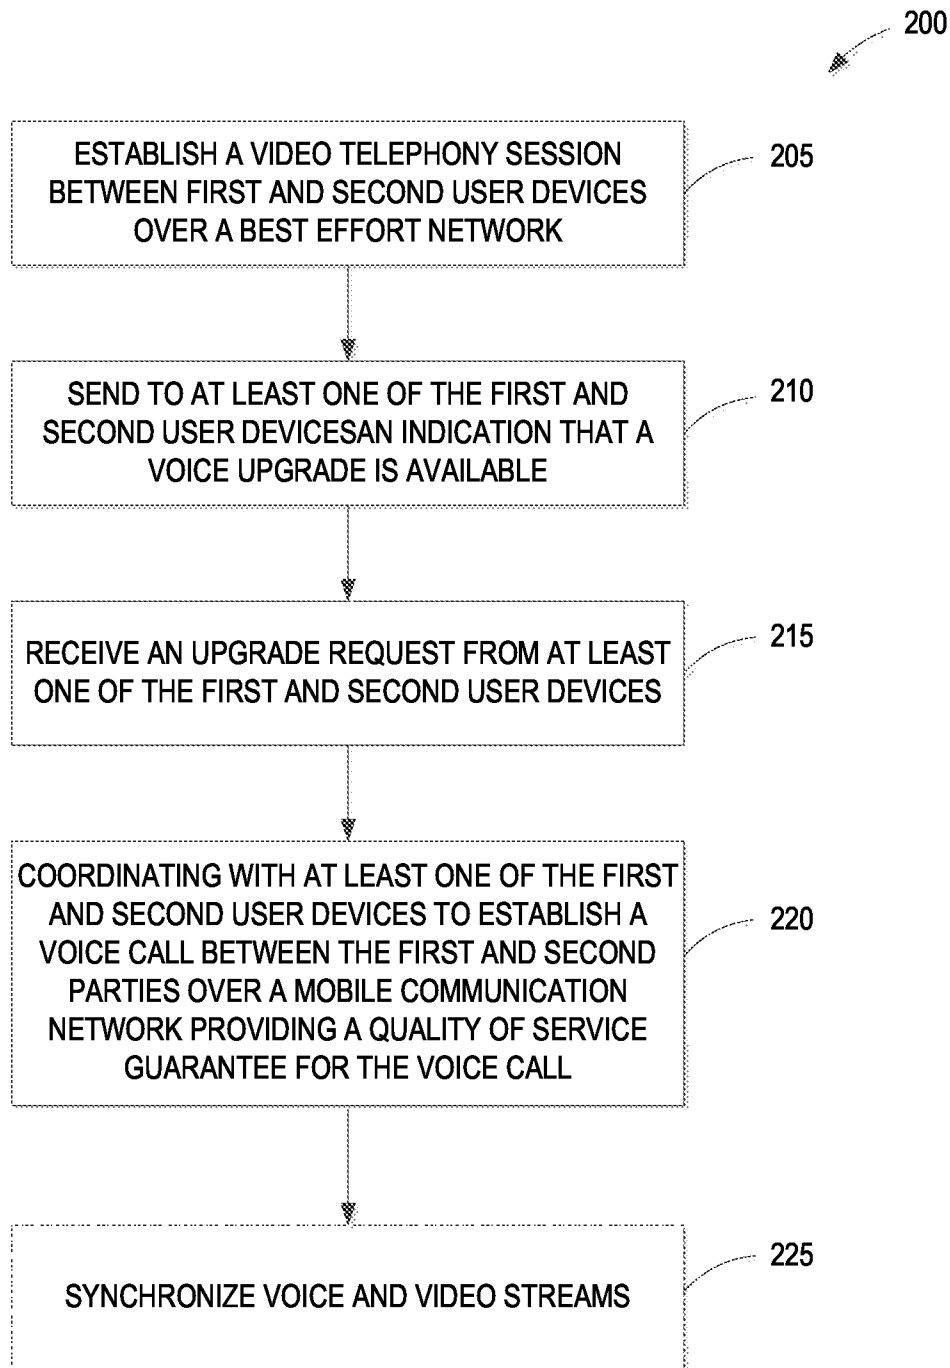 200
ESTABLISH A VIDEO TELEPHONY SESSION
BETWEEN FIRST AND SECOND USER DEVICES
OVER A BEST EFFORT NETWORK
205
SEND TO AT LEAST ONE OF THE FIRST AND
SECOND USER DEVICESAN INDICATION THAT A
VOICE UPGRADE IS AVAILABLE
210
RECEIVE AN UPGRADE REQUEST FROM AT LEAST
ONE OF THE FIRST AND SECOND USER DEVICES
215
COORDINATING WITH AT LEAST ONE OF THE FIRST
AND SECOND USER DEVICES TO ESTABLISH A
VOICE CALL BETWEEN THE FIRST AND SECOND
PARTIES OVER A MOBILE COMMUNICATION
NETWORK PROVIDING A QUALITY OF SERVICE
GUARANTEE FOR THE VOICE CALL
220
SYNCHRONIZE VOICE AND VIDEO STREAMS
225